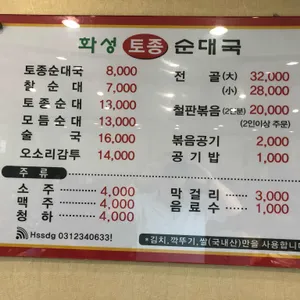 화성 토종 순대국
토종순대국 8,000
찬순대 7,000
토종순대 13,000
모듬순대 13,000
술국 16,000
오소리감투 14,000
전골(大) 32,000
(小) 28,000
철판볶음(2인분) 20,000
(2인이상 주문)
볶음공기 2,000
공기밥 1,000
주류
소주 4,000
맥주 4,000
청하 4,000
막걸리 3,000
음료수 1,000
Hssdg 0312340633!
*김치,깍뚜기,쌀(국내산)만을 사용합니다